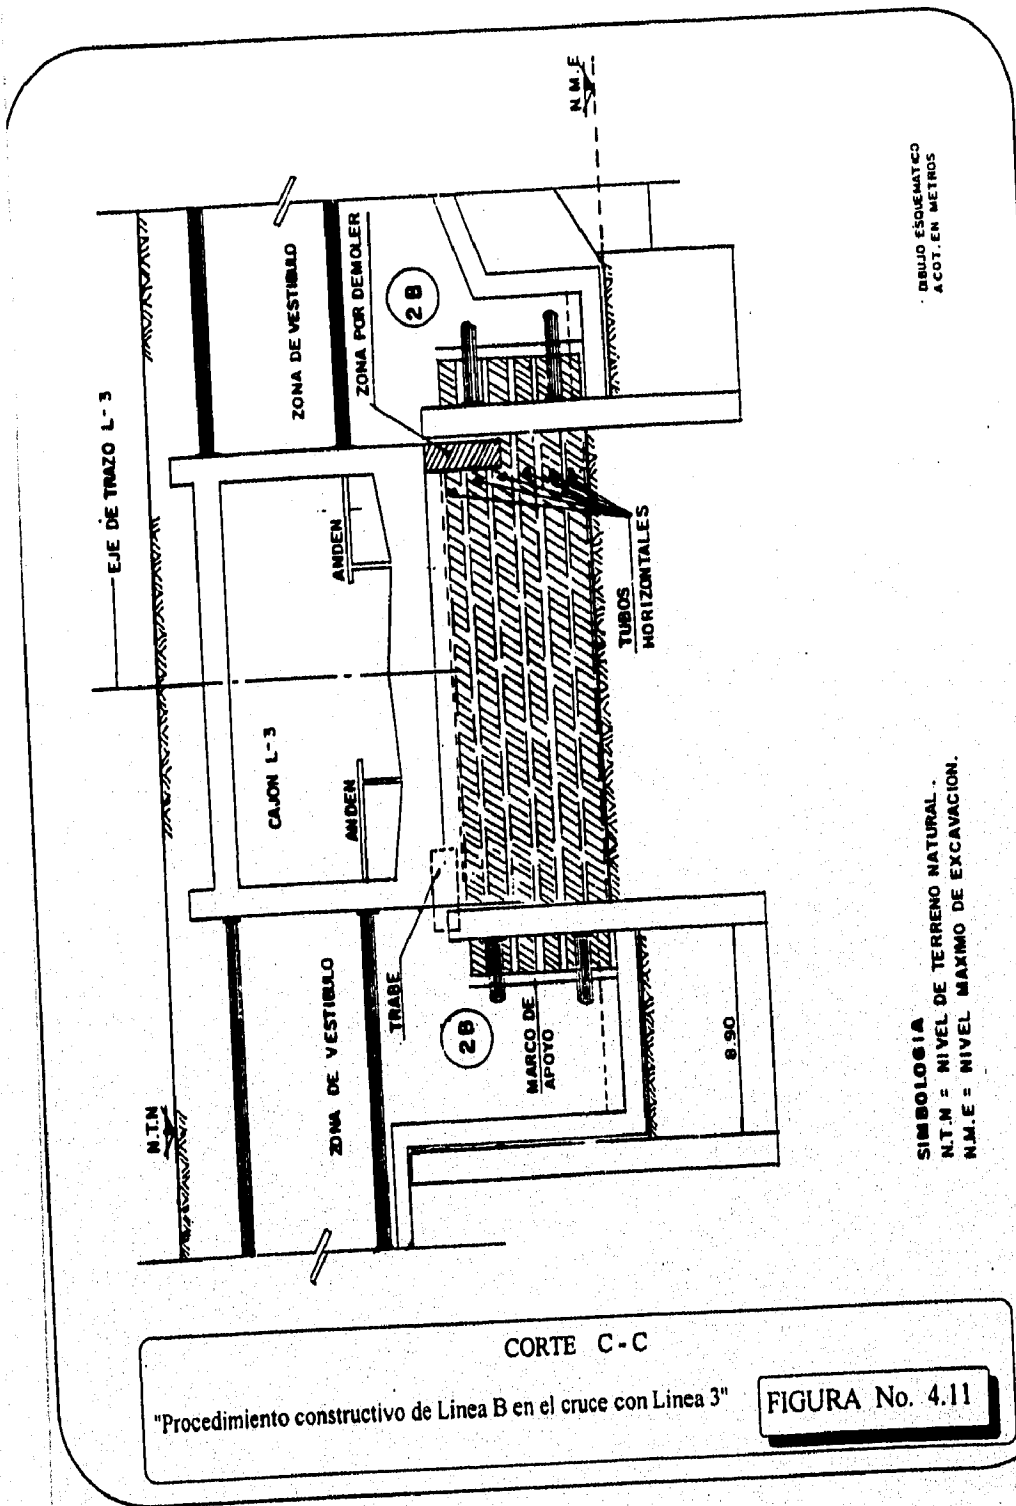 N.T.N
EJE DE TRAZO L-3
N.M.E
ZONA DE VESTIBULO
CAJON L-3
ZONA DE VESTIBULO
ANDEN
ANDEN
ZONA POR DEMOLER
TRABE
2B
2B
MARCO DE
APOYO
TUBOS
HORIZONTALES
8.90
SIMBOLOGIA
N.T.N = NIVEL DE TERRENO NATURAL.
N.M.E = NIVEL MAXIMO DE EXCAVACION.
DIBUJO ESQUEMATICO
ACOT. EN METROS
CORTE C-C
"Procedimiento constructivo de Linea B en el cruce con Linea 3"
FIGURA No. 4.11